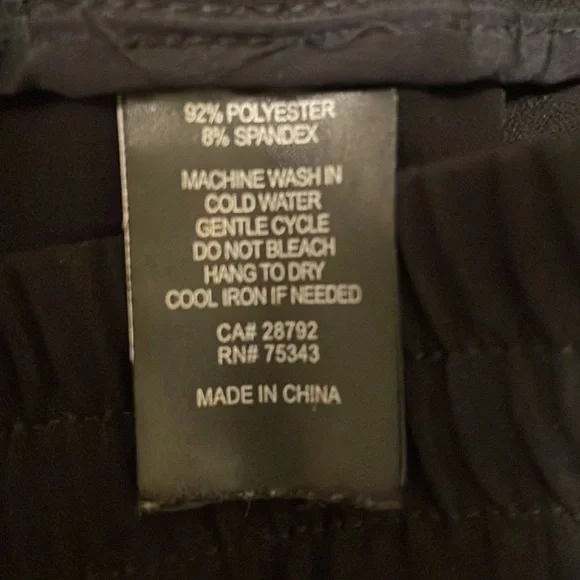 92% POLYESTER
8% SPANDEX
MACHINE WASH IN
COLD WATER
GENTLE CYCLE
DO NOT BLEACH
HANG TO DRY
COOL IRON IF NEEDED
CA# 28792
RN# 75343
MADE IN CHINA